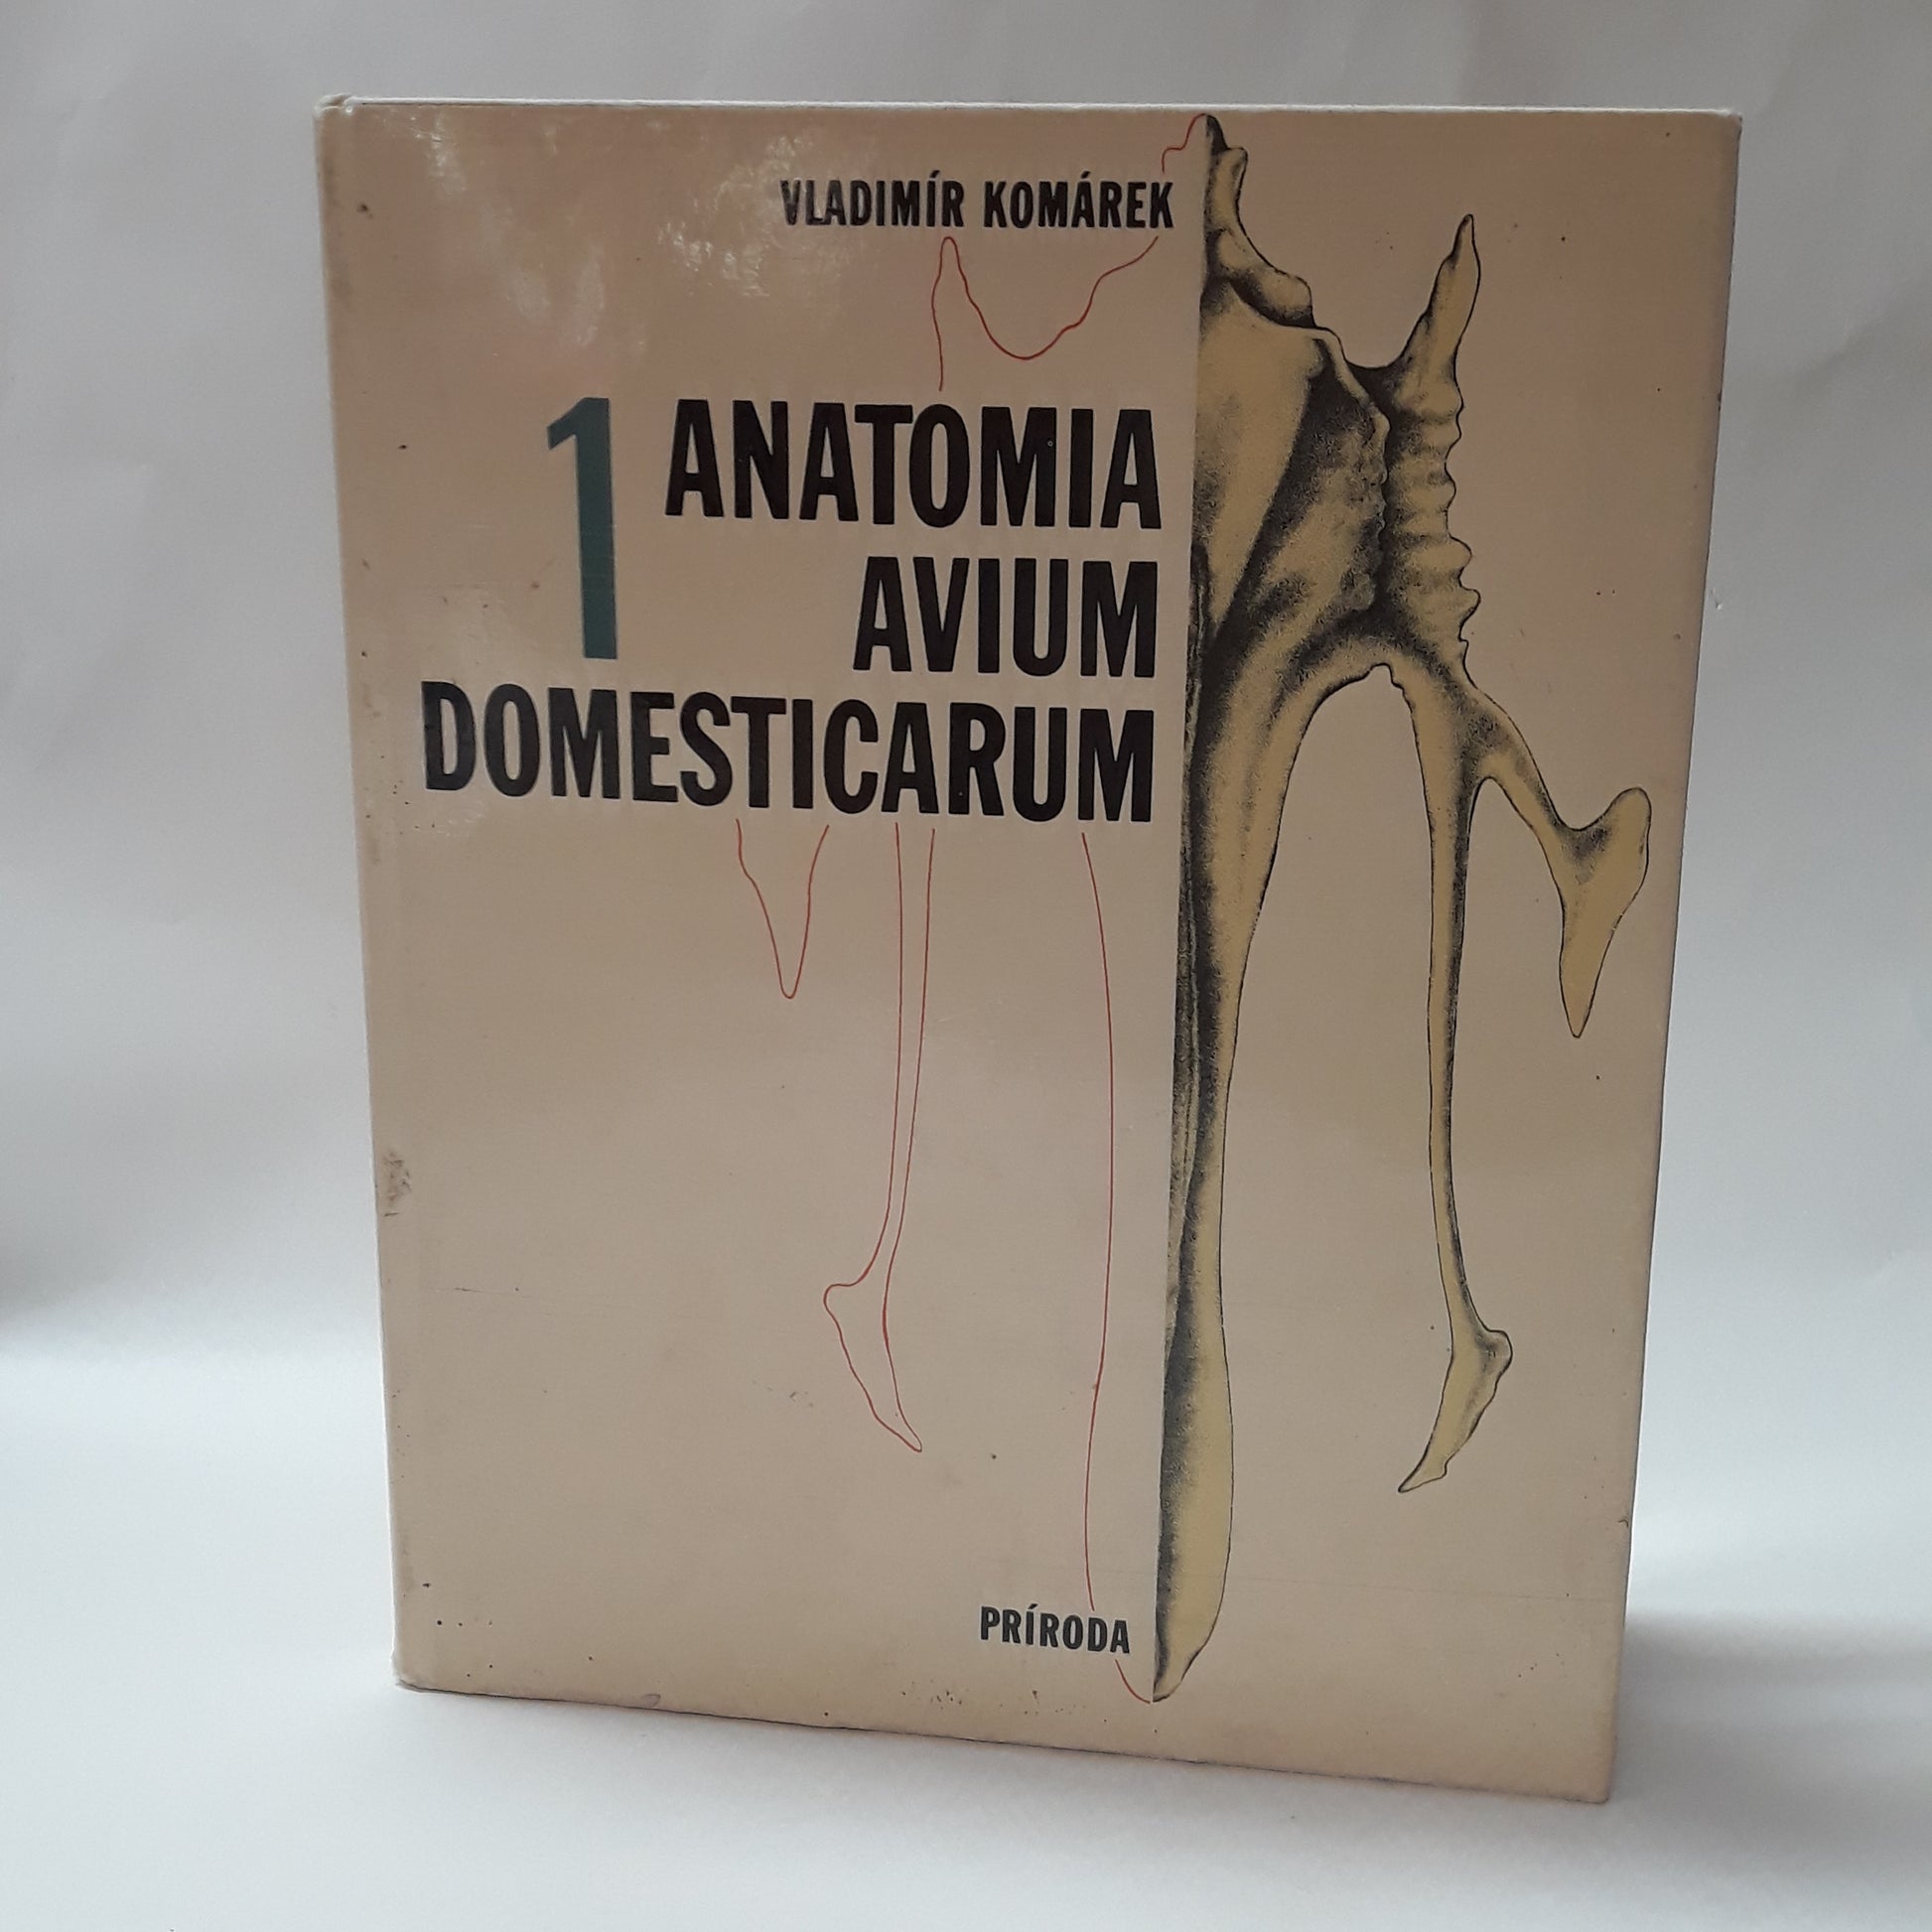 VLADIMÍR KOMÁREK
1 ANATOMIA
AVIUM
DOMESTICARUM
PRÍRODA